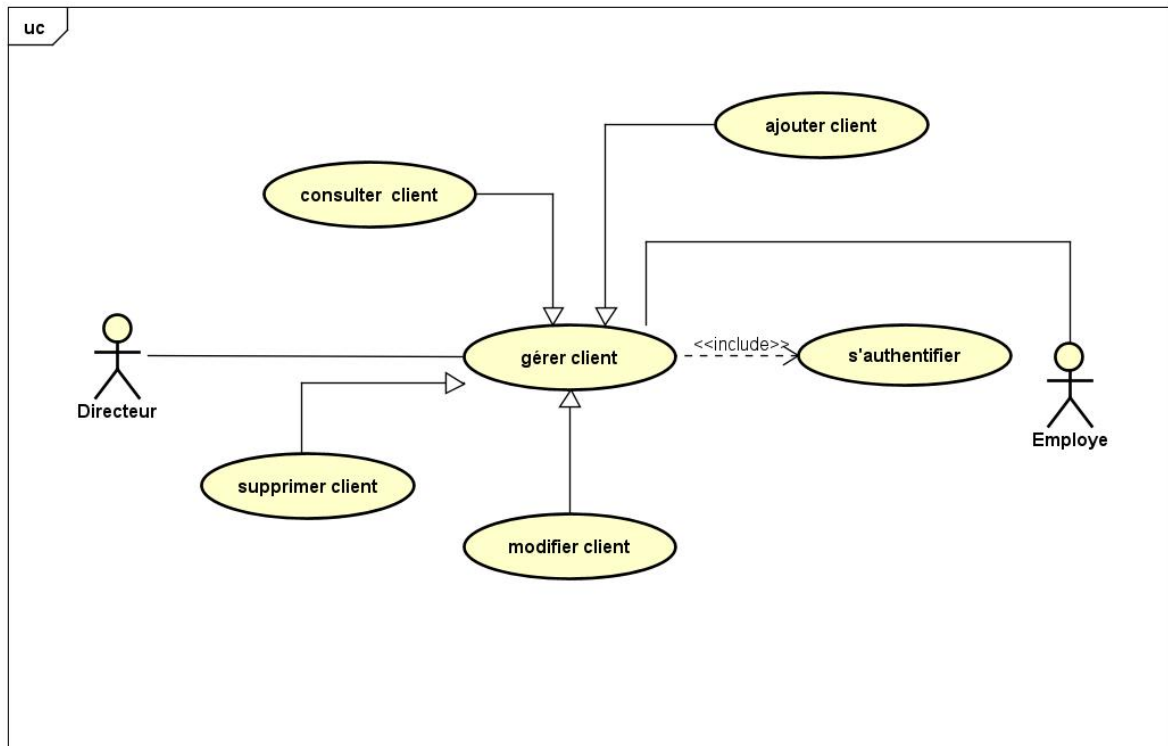 uc
ajouter client
consulter client
<<include>>
gérer client
s'authentifier
Directeur
Employe
supprimer client
modifier client